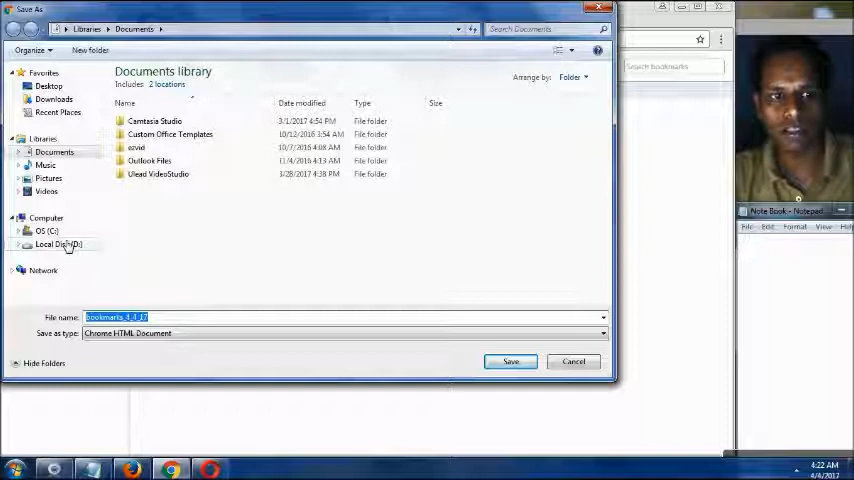 Save As
Libraries Documents
Search Documents
Organize New folder
Search bookmarks
Favorites
Desktop
Downloads
Recent Places
Libraries
Documents
Music
Pictures
Videos
Computer
OS (C:)
Local Disk (D:)
Network
Documents library
Includes: 2 locations
Arrange by: Folder
Name Date modified Type Size
Camtasia Studio 3/1/2017 4:54 PM File folder
Custom Office Templates 10/12/2016 3:54 AM File folder
ezvid 10/7/2016 4:08 AM File folder
Outlook Files 11/4/2016 4:13 AM File folder
Ulead VideoStudio 3/28/2017 4:38 PM File folder
File name: bookmarks_4_4_17
Save as type: Chrome HTML Document
Hide Folders
Save Cancel
Note Book - Notepad
File Edit Format View Help
4:22 AM
4/4/2017